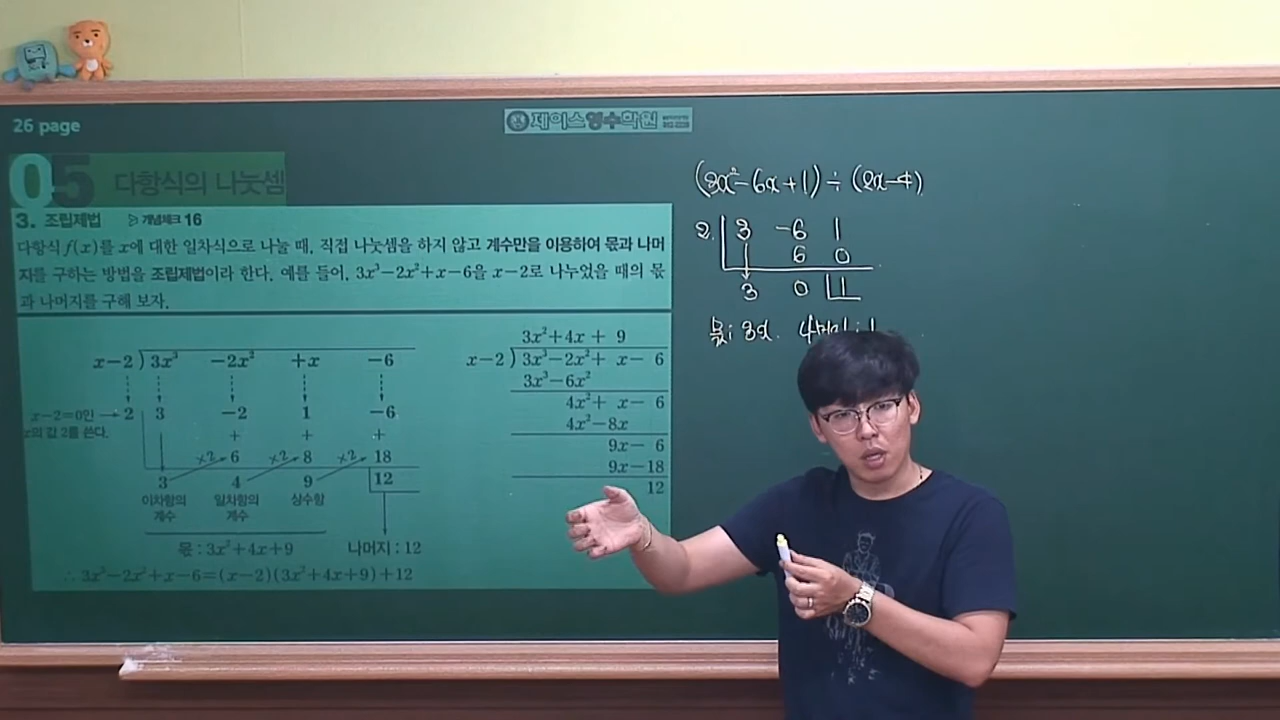 26 page
제이스영수학원
05 다항식의 나눗셈
3. 조립제법 개념체크 16
다항식 f(x)를 x에 대한 일차식으로 나눌 때, 직접 나눗셈을 하지 않고 계수만을 이용하여 몫과 나머
지를 구하는 방법을 조립제법이라 한다. 예를 들어, 3x³−2x²+x−6을 x−2로 나누었을 때의 몫
과 나머지를 구해 보자.
x−2 ) 3x³ −2x² +x −6
x−2=0인 → 2 3 −2 1 −6
x의 값 2를 쓴다.
+ + +
×2 6 ×2 8 ×2 18
3 4 9 12
이차항의 일차항의 상수항
계수 계수
몫 : 3x²+4x+9 나머지 : 12
∴ 3x³−2x²+x−6=(x−2)(3x²+4x+9)+12
3x²+4x + 9
x−2 ) 3x³−2x²+ x− 6
3x³−6x²
4x²+ x− 6
4x²−8x
9x− 6
9x−18
12
(3x²−6x+1)÷(2x−4)
2 3 −6 1
6 0
3 0 1
몫: 3x. 나머지: 1